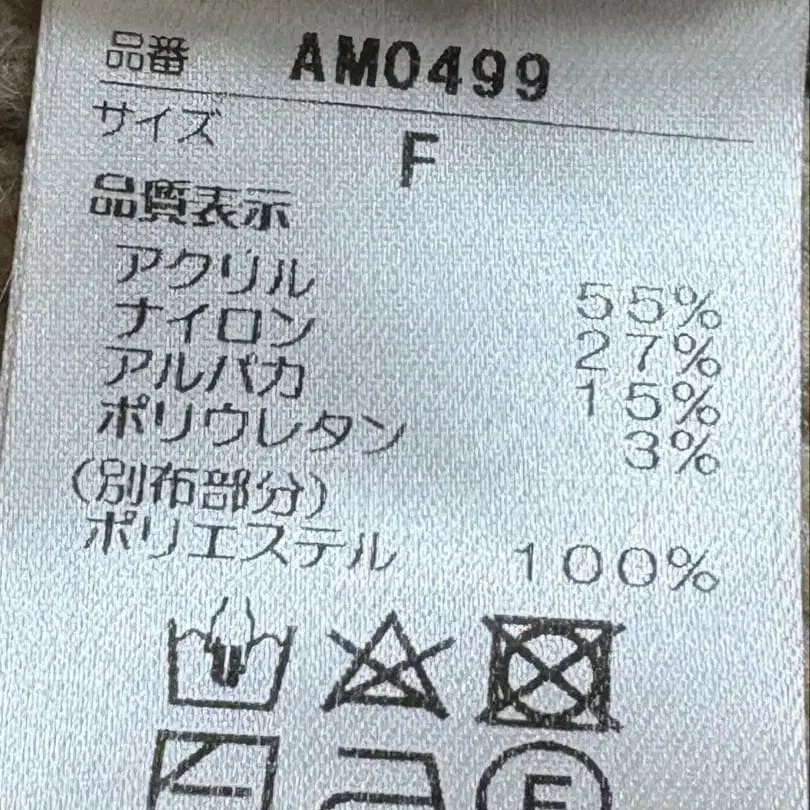 品番 AM0499
サイズ F
品質表示
アクリル 55%
ナイロン 27%
アルパカ 15%
ポリウレタン 3%
(別布部分)
ポリエステル 100%
F